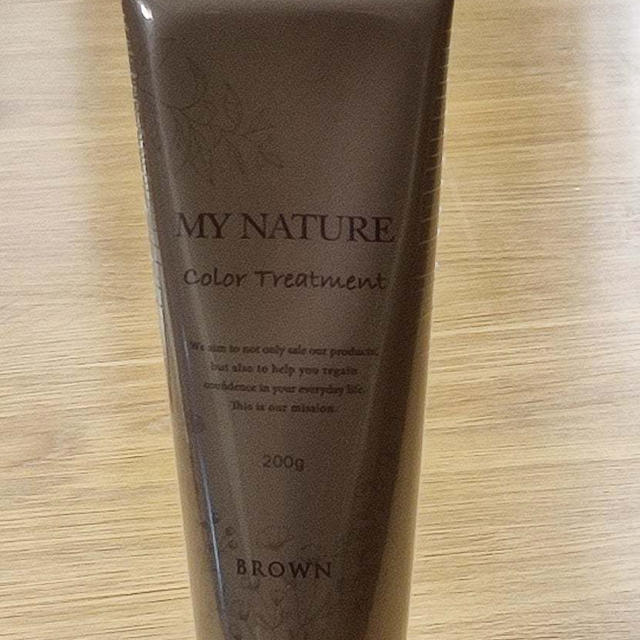 MY NATURE
Color Treatment
We aim to not only sale our products,
but also to help you regain
confidence in your everyday life.
This is our mission.
200g
BROWN